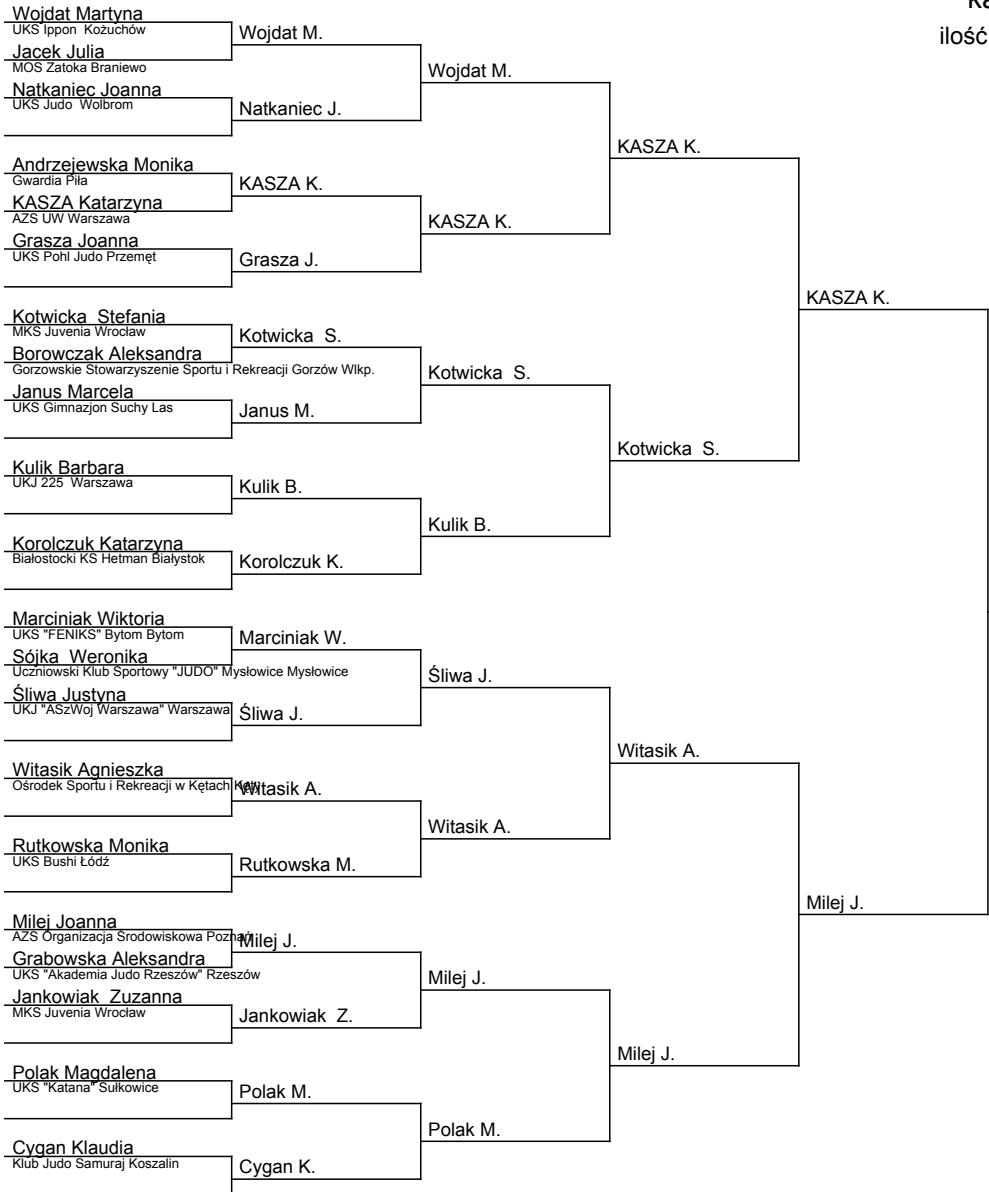 Wojdat Martyna
UKS Ippon Kożuchów
Jacek Julia
MOS Zatoka Braniewo
Natkaniec Joanna
UKS Judo Wolbrom
Andrzejewska Monika
Gwardia Piła
KASZA Katarzyna
AZS UW Warszawa
Grasza Joanna
UKS Pohl Judo Przemęt
Kotwicka Stefania
MKS Juvenia Wrocław
Borowczak Aleksandra
Gorzowskie Stowarzyszenie Sportu i Rekreacji Gorzów Wlkp.
Janus Marcela
UKS Gimnazjon Suchy Las
Kulik Barbara
UKJ 225 Warszawa
Korolczuk Katarzyna
Białostocki KS Hetman Białystok
Marciniak Wiktoria
UKS "FENIKS" Bytom Bytom
Sójka Weronika
Uczniowski Klub Sportowy "JUDO" Mysłowice Mysłowice
Śliwa Justyna
UKJ "ASzWoj Warszawa" Warszawa
Witasik Agnieszka
Ośrodek Sportu i Rekreacji w Kętach Kęty
Rutkowska Monika
UKS Bushi Łódź
Milej Joanna
AZS Organizacja Środowiskowa Poznań
Grabowska Aleksandra
UKS "Akademia Judo Rzeszów" Rzeszów
Jankowiak Zuzanna
MKS Juvenia Wrocław
Polak Magdalena
UKS "Katana" Sułkowice
Cygan Klaudia
Klub Judo Samuraj Koszalin
Wojdat M.
Natkaniec J.
KASZA K.
Grasza J.
Kotwicka S.
Janus M.
Kulik B.
Korolczuk K.
Marciniak W.
Śliwa J.
Witasik A.
Rutkowska M.
Milej J.
Jankowiak Z.
Polak M.
Cygan K.
Wojdat M.
KASZA K.
Kotwicka S.
Kulik B.
Śliwa J.
Witasik A.
Milej J.
Polak M.
KASZA K.
Kotwicka S.
Witasik A.
Milej J.
KASZA K.
Milej J.
ilość